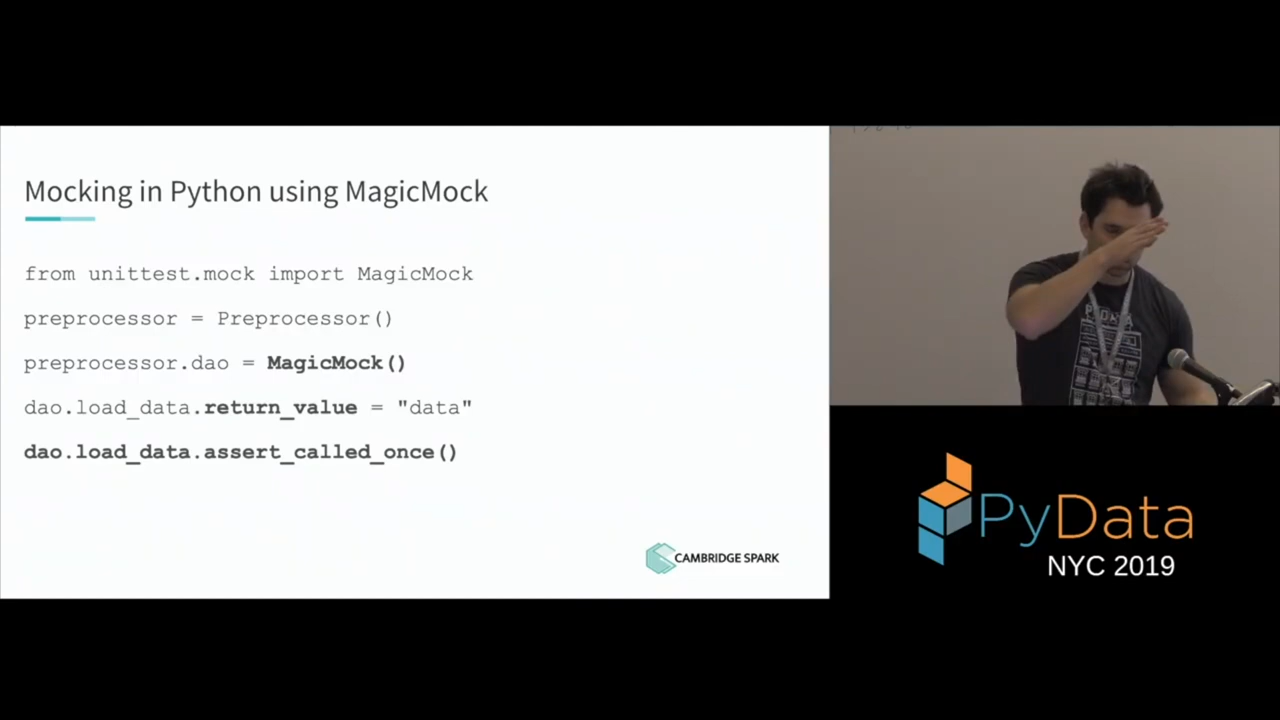 Mocking in Python using MagicMock
from unittest.mock import MagicMock
preprocessor = Preprocessor()
preprocessor.dao = MagicMock()
dao.load_data.return_value = "data"
dao.load_data.assert_called_once()
CAMBRIDGE SPARK
PyData
NYC 2019